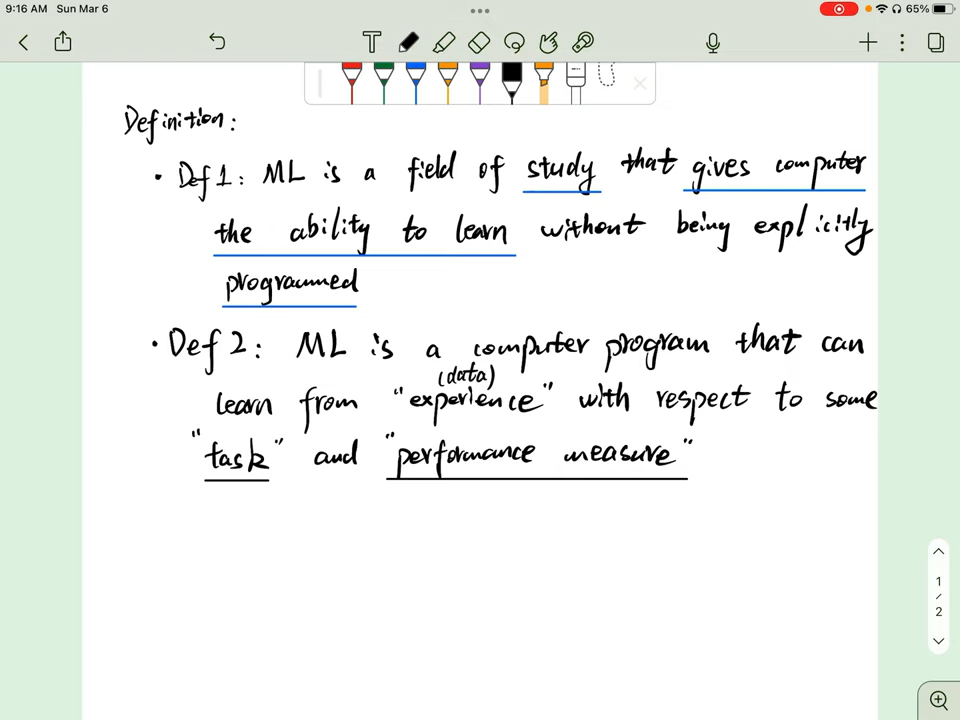 9:16 AM Sun Mar 6
65%
Definition:
• Def 1: ML is a field of study that gives computer
the ability to learn without being explicitly
programmed
• Def 2: ML is a computer program that can
(data)
learn from "experience" with respect to some
"task" and "performance measure"
1
/
2